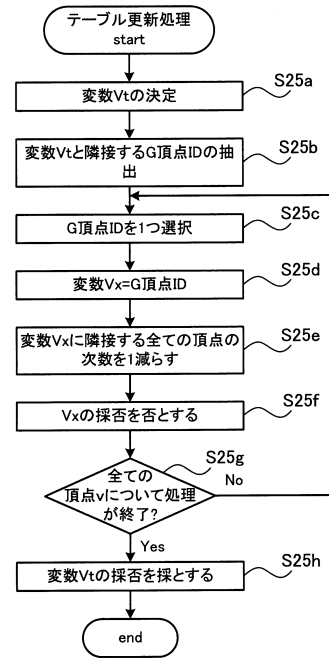 テーブル更新処理
start
変数Vtの決定
S25a
変数Vtと隣接するG頂点IDの抽
出
S25b
G頂点IDを1つ選択
S25c
変数Vx=G頂点ID
S25d
変数Vxに隣接する全ての頂点の
次数を1減らす
S25e
Vxの採否を否とする
S25f
全ての
頂点vについて処理
が終了?
S25g
No
Yes
変数Vtの採否を採とする
S25h
end